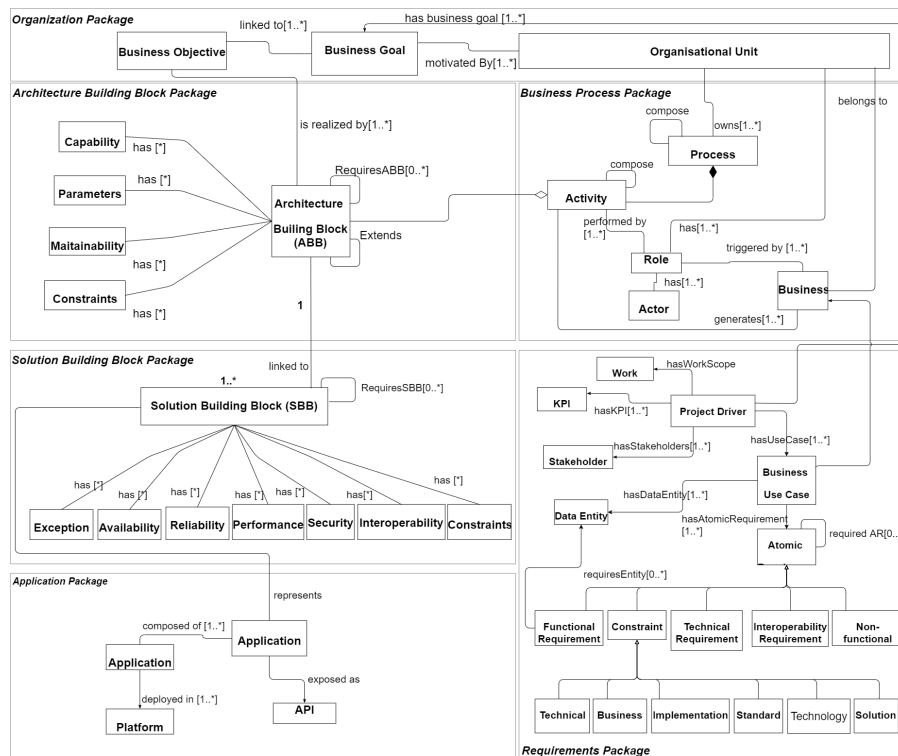 Organization Package
linked to[1..*]
has business goal [1..*]
Business Objective
Business Goal
Organisational Unit
motivated By[1..*]
Architecture Building Block Package
Business Process Package
belongs to
compose
is realized by[1..*]
owns[1..*]
Capability
has [*]
Process
RequiresABB[0..*]
compose
has [*]
Parameters
Architecture
Builing Block
(ABB)
Activity
performed by
[1..*]
has[1..*]
Maitainability
Extends
triggered by [1..*]
has [*]
Role
Constraints
has[1..*]
Business
has [*]
1
Actor
generates[1..*]
Solution Building Block Package
linked to
1..*
RequiresSBB[0..*]
Solution Building Block (SBB)
hasWorkScope
Work
KPI
hasKPI[1..*]
Project Driver
hasStakeholders[1..*]
hasUseCase[1..*]
Stakeholder
Business
Use Case
has [*]
has [*]
has [*]
has [*]
has [*]
has[*]
has [*]
hasDataEntity[1..*]
Exception
Availability
Reliability
Performance
Security
Interoperability
Constraints
Data Entity
hasAtomicRequirement
[1..*]
Atomic
required AR[0..
Application Package
represents
requiresEntity[0..*]
composed of [1..*]
Application
Functional
Requirement
Constraint
Technical
Requirement
Interoperability
Requirement
Non-
functional
Application
exposed as
deployed in [1..*]
API
Platform
Technical
Business
Implementation
Standard
Technology
Solution
Requirements Package